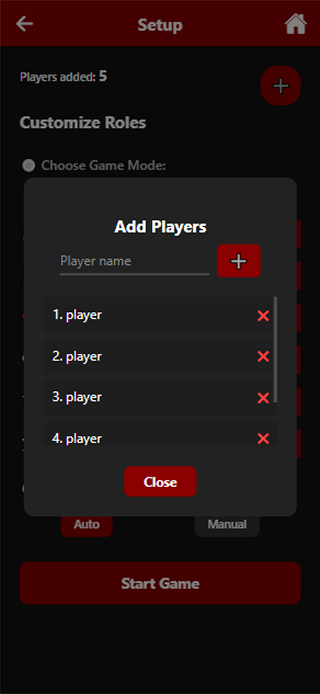 Setup
Players added: 5
Customize Roles
Choose Game Mode:
Add Players
Player name
1. player
2. player
3. player
4. player
Close
Auto Manual
Start Game